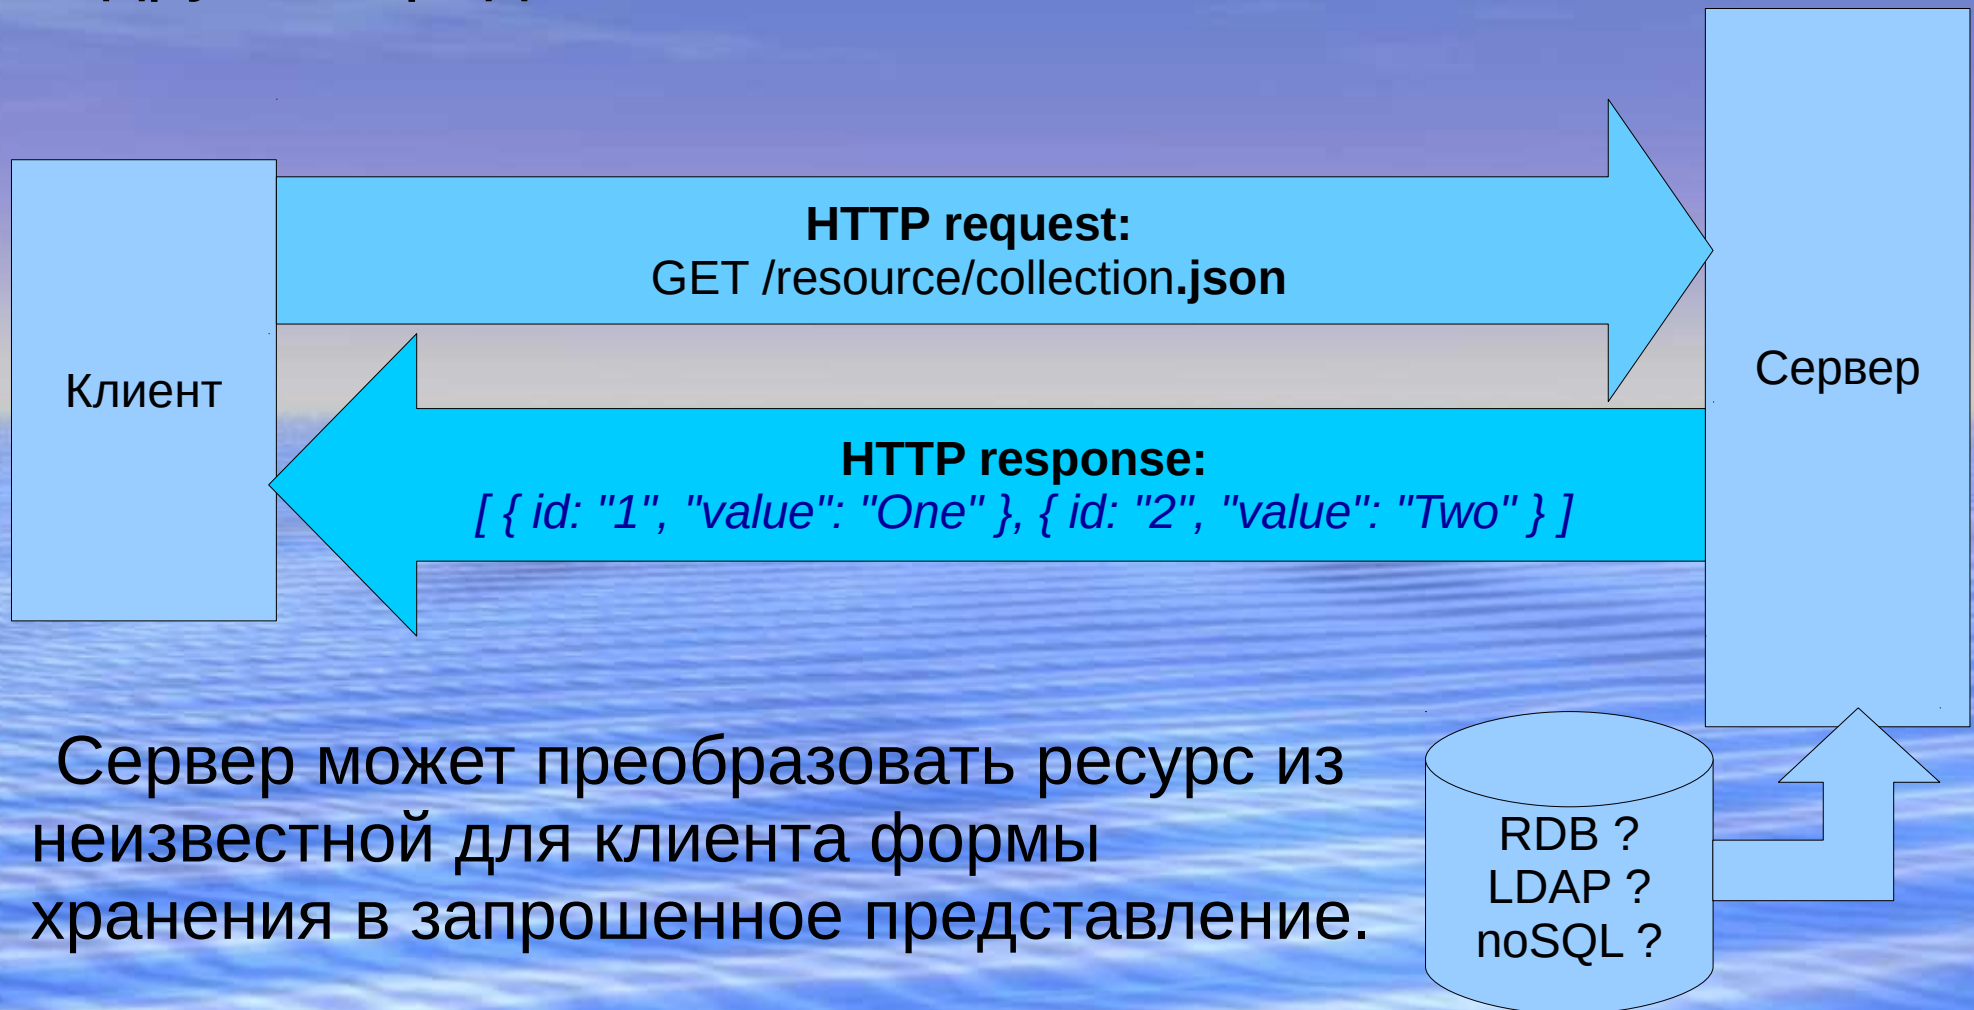 HTTP request:
GET /resource/collection.json
Клиент
Сервер
HTTP response:
[ { id: "1", "value": "One" }, { id: "2", "value": "Two" } ]
Сервер может преобразовать ресурс из
неизвестной для клиента формы
хранения в запрошенное представление.
RDB ?
LDAP ?
noSQL ?